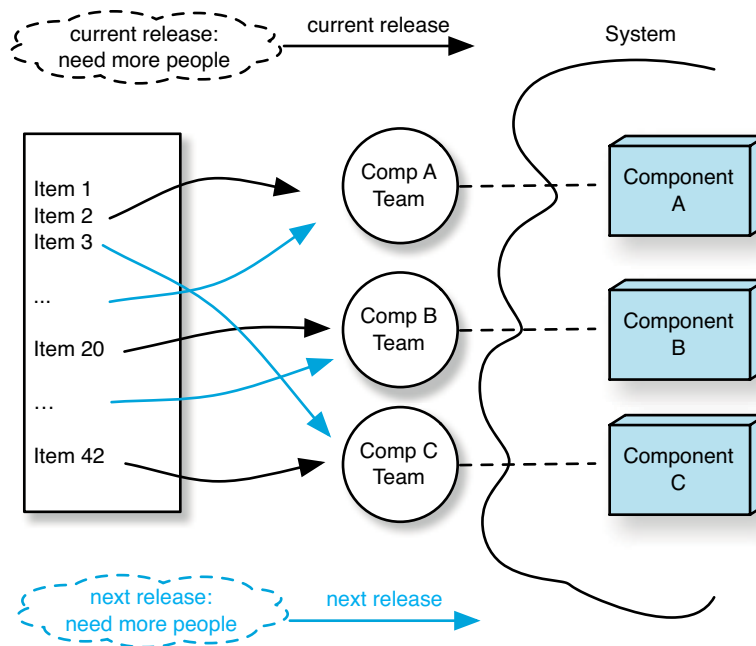 current release:
need more people
current release
System
Item 1
Item 2
Item 3
...
Item 20
...
Item 42
Comp A
Team
Comp B
Team
Comp C
Team
Component
A
Component
B
Component
C
next release:
need more people
next release